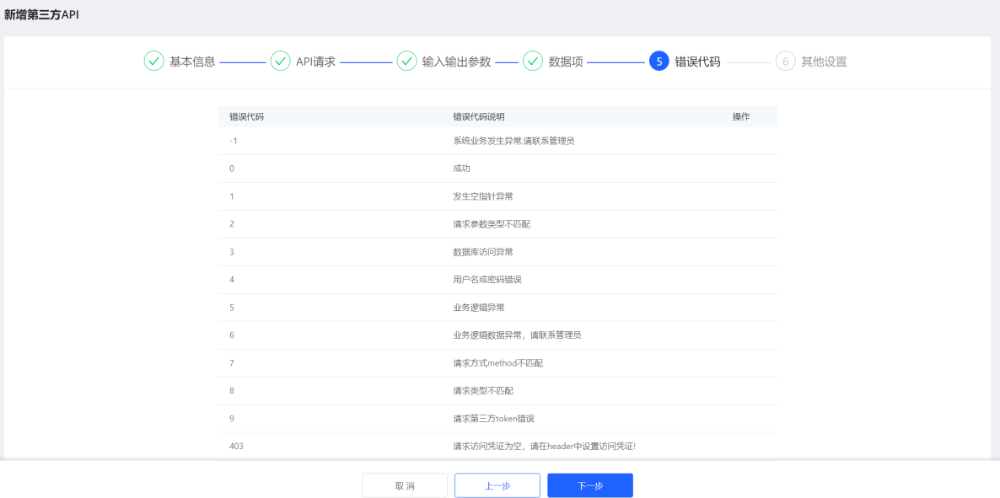 新增第三方API
基本信息 API请求 输入输出参数 数据项 5 错误代码 6 其他设置
错误代码 错误代码说明 操作
-1 系统业务发生异常,请联系管理员
0 成功
1 发生空指针异常
2 请求参数类型不匹配
3 数据库访问异常
4 用户名或密码错误
5 业务逻辑异常
6 业务逻辑数据异常，请联系管理员
7 请求方式method不匹配
8 请求类型不匹配
9 请求第三方token错误
403 请求访问凭证为空，请在header中设置访问凭证!
取 消 上一步 下一步